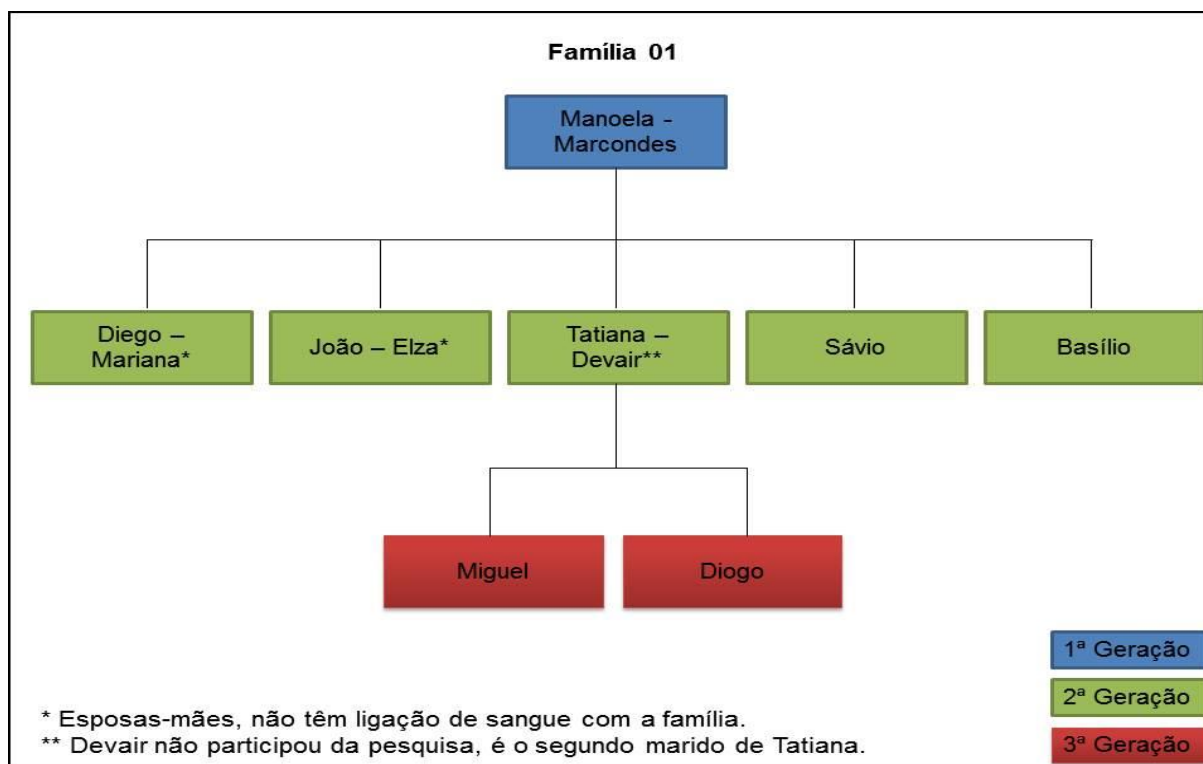 Família 01
Manoela -
Marcondes
Diego –
Mariana*
João – Elza*
Tatiana –
Devair**
Sávio
Basílio
Miguel
Diogo
1ª Geração
2ª Geração
3ª Geração
* Esposas-mães, não têm ligação de sangue com a família.
** Devair não participou da pesquisa, é o segundo marido de Tatiana.